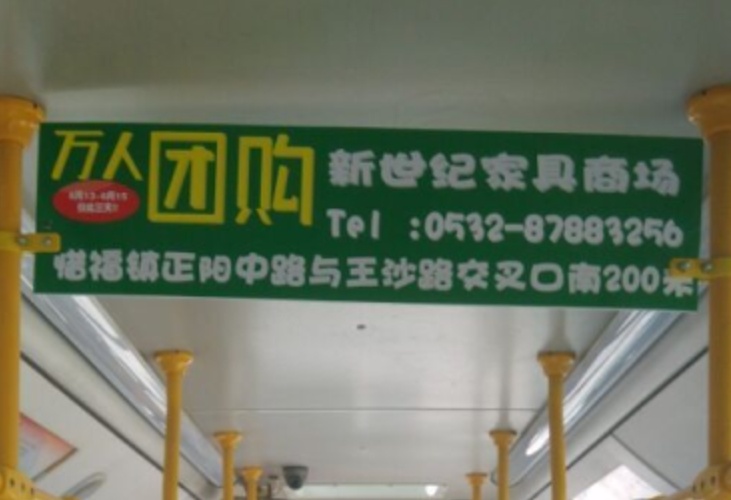 万人团购
新世纪家具商场
Tel :0532-87883256
惜福镇正阳中路与王沙路交叉口南200米